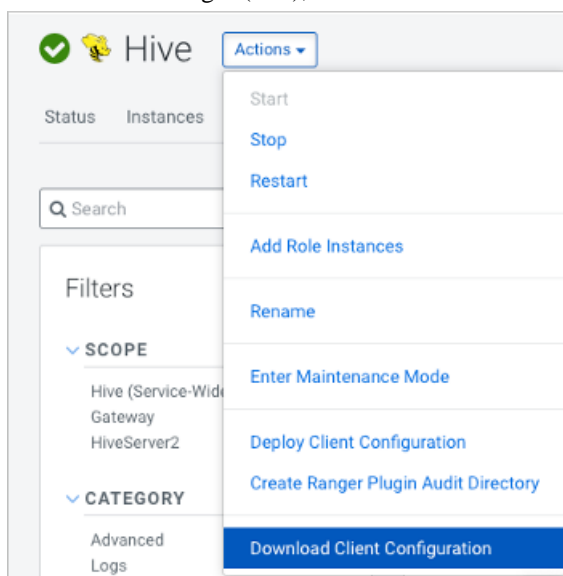 Hive Actions
Status Instances
Search
Filters
SCOPE
Hive (Service-Wide
Gateway
HiveServer2
CATEGORY
Advanced
Logs
Start
Stop
Restart
Add Role Instances
Rename
Enter Maintenance Mode
Deploy Client Configuration
Create Ranger Plugin Audit Directory
Download Client Configuration